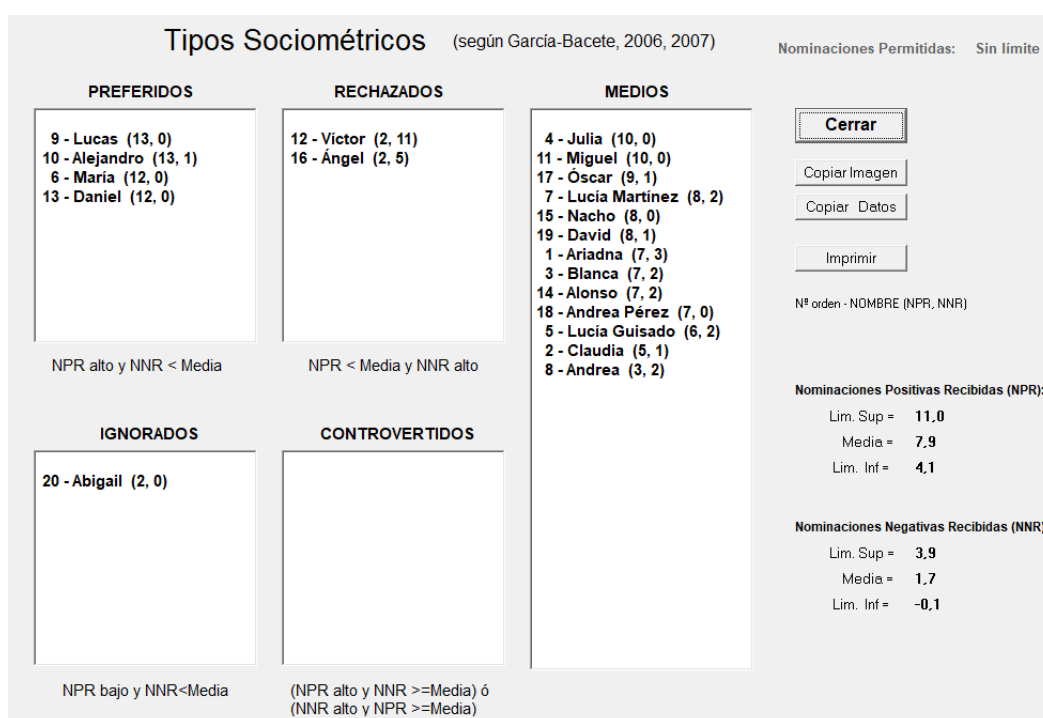 Tipos Sociométricos (según García-Bacete, 2006, 2007)
Nominaciones Permitidas: Sin límite
PREFERIDOS
9 - Lucas (13, 0)
10 - Alejandro (13, 1)
6 - María (12, 0)
13 - Daniel (12, 0)
NPR alto y NNR < Media
RECHAZADOS
12 - Víctor (2, 11)
16 - Ángel (2, 5)
NPR < Media y NNR alto
MEDIOS
4 - Julia (10, 0)
11 - Miguel (10, 0)
17 - Óscar (9, 1)
7 - Lucía Martínez (8, 2)
15 - Nacho (8, 0)
19 - David (8, 1)
1 - Ariadna (7, 3)
3 - Blanca (7, 2)
14 - Alonso (7, 2)
18 - Andrea Pérez (7, 0)
5 - Lucía Guisado (6, 2)
2 - Claudia (5, 1)
8 - Andrea (3, 2)
IGNORADOS
20 - Abigail (2, 0)
NPR bajo y NNR<Media
CONTROVERTIDOS
(NPR alto y NNR >=Media) ó
(NNR alto y NPR >=Media)
Cerrar
Copiar Imagen
Copiar Datos
Imprimir
Nº orden - NOMBRE (NPR, NNR)
Nominaciones Positivas Recibidas (NPR):
Lim. Sup = 11,0
Media = 7,9
Lim. Inf = 4,1
Nominaciones Negativas Recibidas (NNR)
Lim. Sup = 3,9
Media = 1,7
Lim. Inf = -0,1